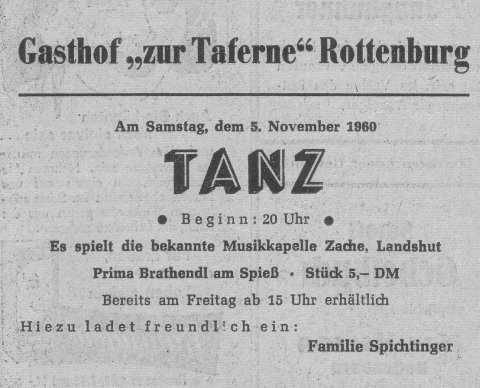 Gasthof „zur Taferne“ Rottenburg
Am Samstag, dem 5. November 1960
TANZ
● Beginn: 20 Uhr ●
Es spielt die bekannte Musikkapelle Zache, Landshut
Prima Brathendl am Spieß · Stück 5,— DM
Bereits am Freitag ab 15 Uhr erhältlich
Hiezu ladet freundlich ein:
Familie Spichtinger